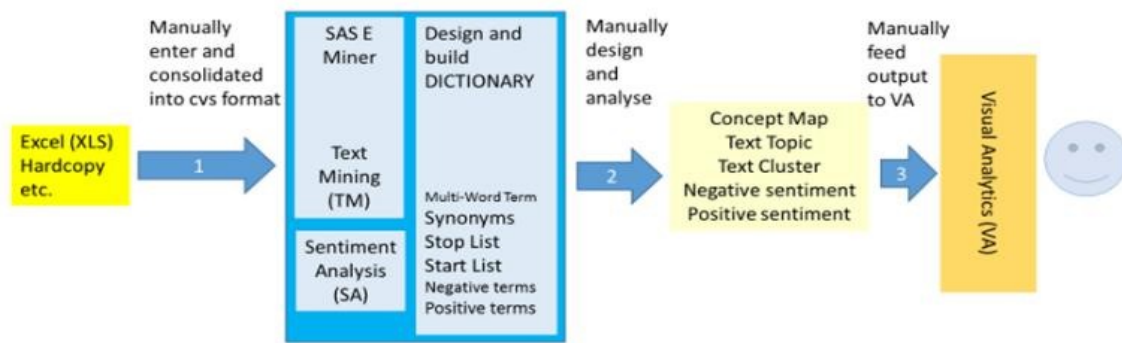 Excel (XLS)
Hardcopy
etc.
Manually
enter and
consolidated
into cvs format
1
SAS E
Miner
Text
Mining
(TM)
Sentiment
Analysis
(SA)
Design and
build
DICTIONARY
Multi-Word Term
Synonyms
Stop List
Start List
Negative terms
Positive terms
Manually
design
and
analyse
2
Concept Map
Text Topic
Text Cluster
Negative sentiment
Positive sentiment
Manually
feed
output
to VA
3
Visual Analytics (VA)